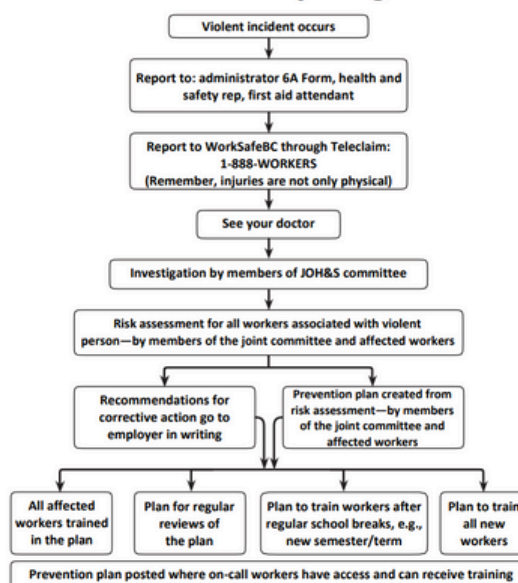 Violent incident occurs
Report to: administrator 6A Form, health and
safety rep, first aid attendant
Report to WorkSafeBC through Teleclaim:
1-888-WORKERS
(Remember, injuries are not only physical)
See your doctor
Investigation by members of JOH&S committee
Risk assessment for all workers associated with violent
person—by members of the joint committee and affected workers
Recommendations for
corrective action go to
employer in writing
Prevention plan created from
risk assessment—by members
of the joint committee and
affected workers
All affected
workers trained
in the plan
Plan for regular
reviews of
the plan
Plan to train workers after
regular school breaks, e.g.,
new semester/term
Plan to train
all new
workers
Prevention plan posted where on-call workers have access and can receive training